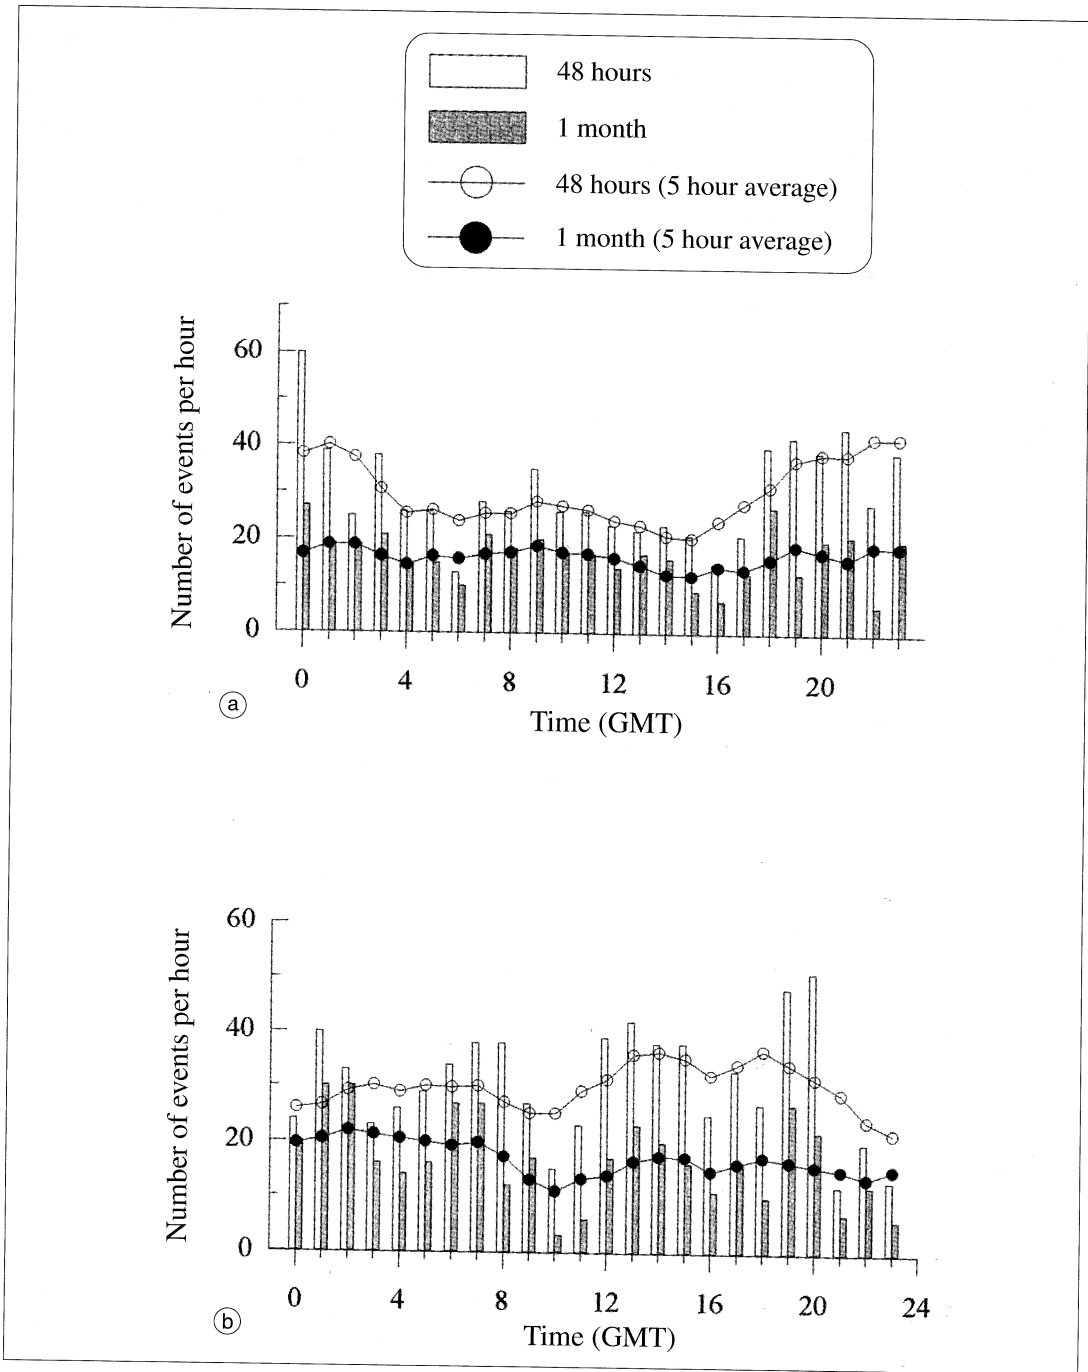 48 hours
1 month
48 hours (5 hour average)
1 month (5 hour average)
Number of events per hour
60
40
20
0
0 4 8 12 16 20
Time (GMT)
a
Number of events per hour
60
40
20
0
0 4 8 12 16 20 24
Time (GMT)
b